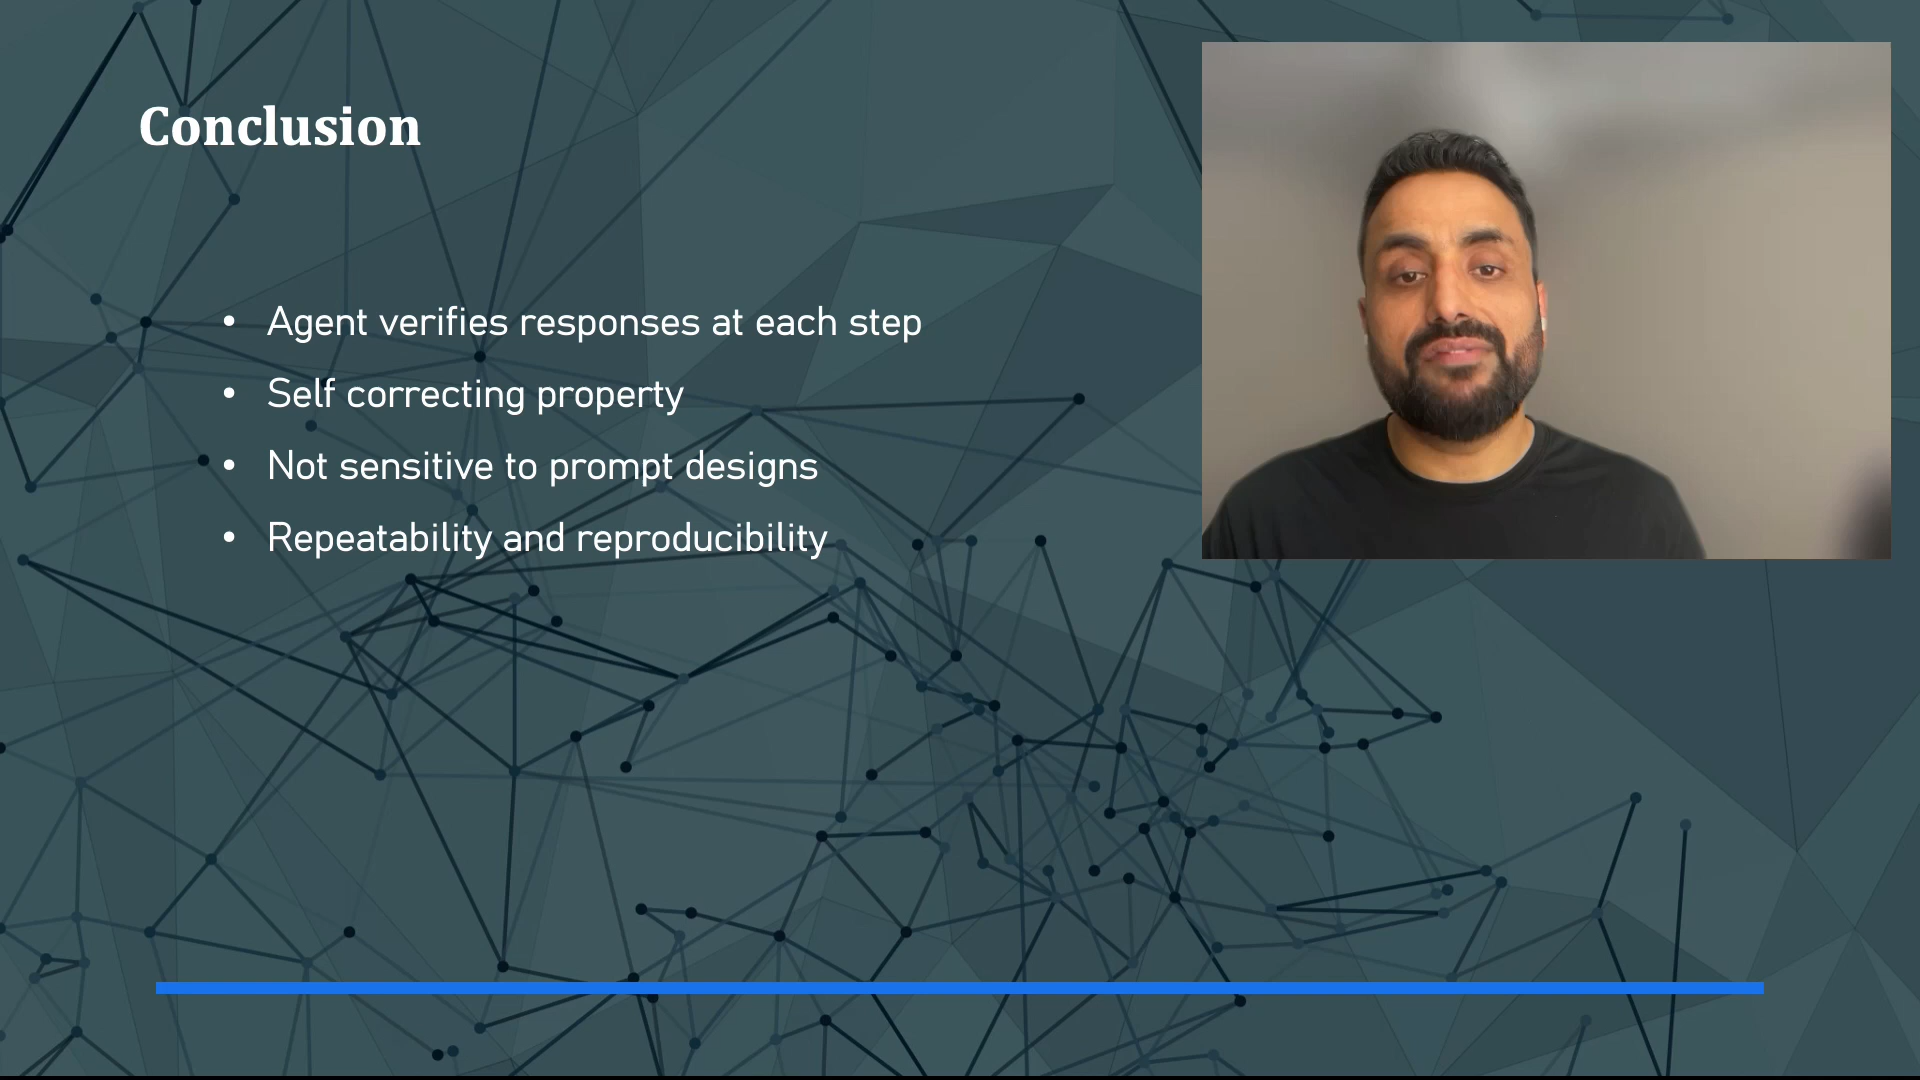 Conclusion
• Agent verifies responses at each step
• Self correcting property
• Not sensitive to prompt designs
• Repeatability and reproducibility